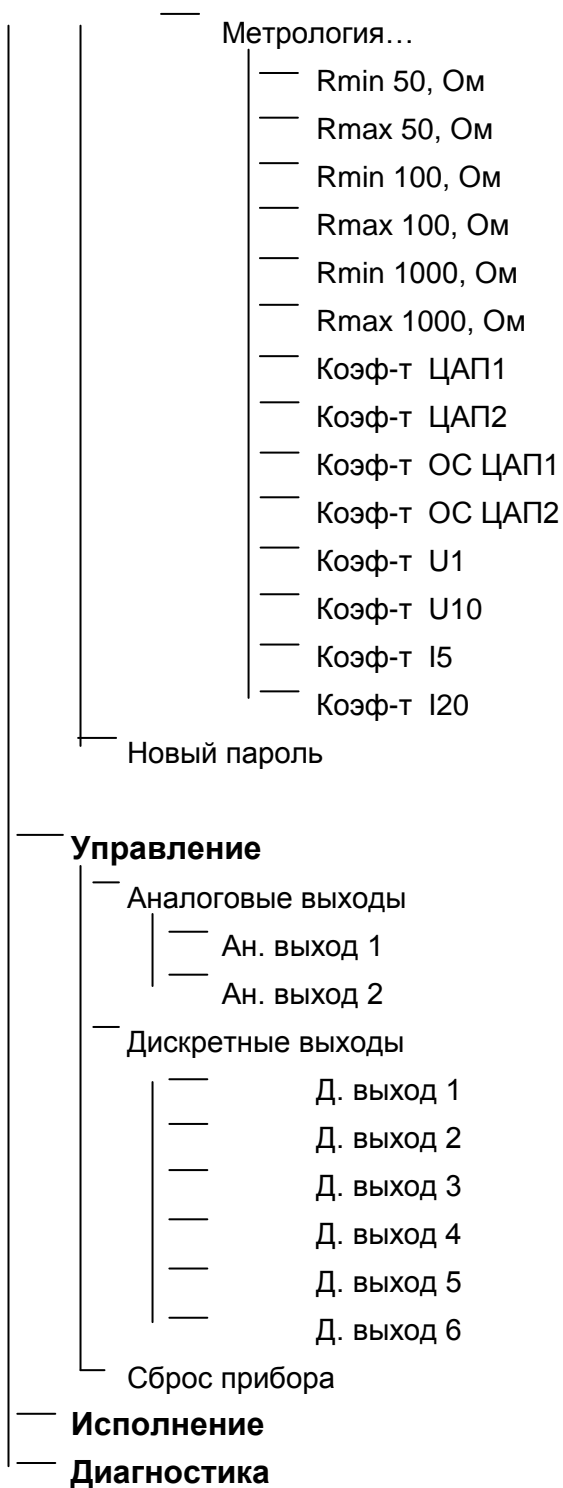 Метрология…
Rmin 50, Ом
Rmax 50, Ом
Rmin 100, Ом
Rmax 100, Ом
Rmin 1000, Ом
Rmax 1000, Ом
Коэф-т ЦАП1
Коэф-т ЦАП2
Коэф-т ОС ЦАП1
Коэф-т ОС ЦАП2
Коэф-т U1
Коэф-т U10
Коэф-т I5
Коэф-т I20
Новый пароль
Управление
Аналоговые выходы
Ан. выход 1
Ан. выход 2
Дискретные выходы
Д. выход 1
Д. выход 2
Д. выход 3
Д. выход 4
Д. выход 5
Д. выход 6
Сброс прибора
Исполнение
Диагностика